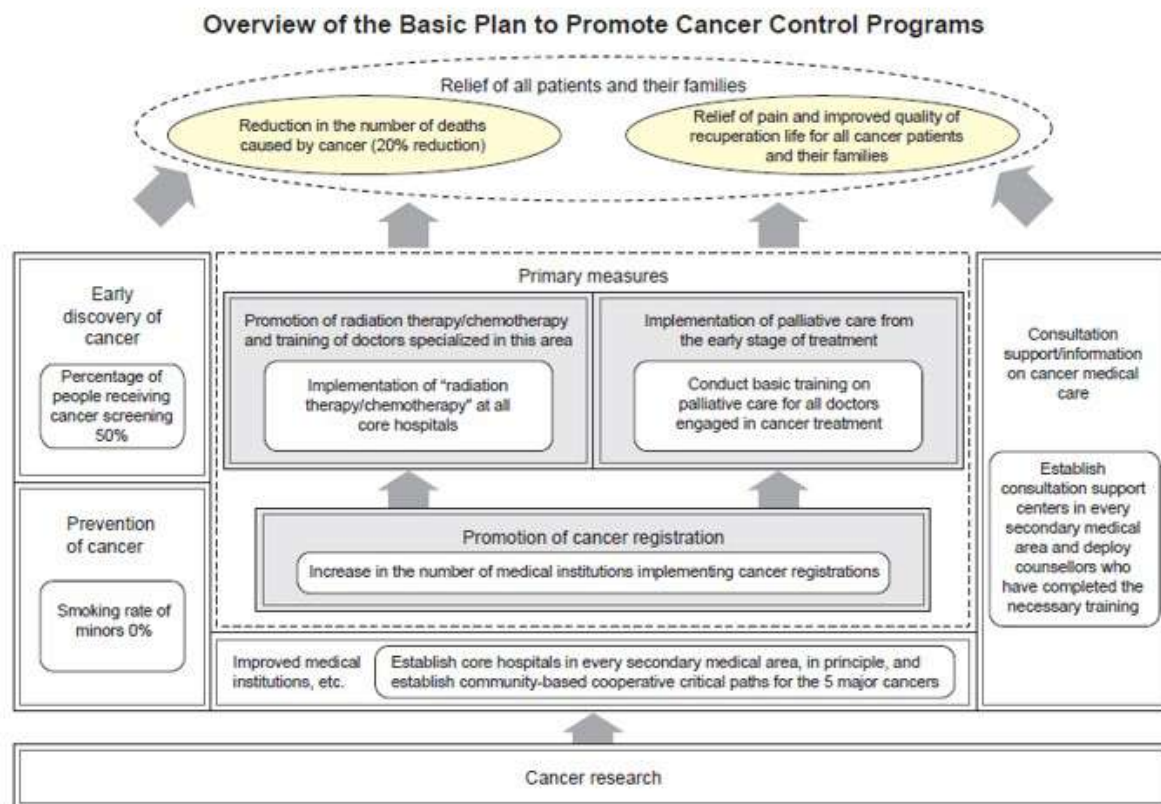 Overview of the Basic Plan to Promote Cancer Control Programs
Relief of all patients and their families
Reduction in the number of deaths
caused by cancer (20% reduction)
Relief of pain and improved quality of
recuperation life for all cancer patients
and their families
Early
discovery of
cancer
Percentage of
people receiving
cancer screening
50%
Prevention
of cancer
Smoking rate of
minors 0%
Primary measures
Promotion of radiation therapy/chemotherapy
and training of doctors specialized in this area
Implementation of "radiation
therapy/chemotherapy" at all
core hospitals
Implementation of palliative care from
the early stage of treatment
Conduct basic training on
palliative care for all doctors
engaged in cancer treatment
Promotion of cancer registration
Increase in the number of medical institutions implementing cancer registrations
Improved medical
institutions, etc.
Establish core hospitals in every secondary medical area, in principle, and
establish community-based cooperative critical paths for the 5 major cancers
Consultation
support/information
on cancer medical
care
Establish
consultation support
centers in every
secondary medical
area and deploy
counsellors who
have completed the
necessary training
Cancer research